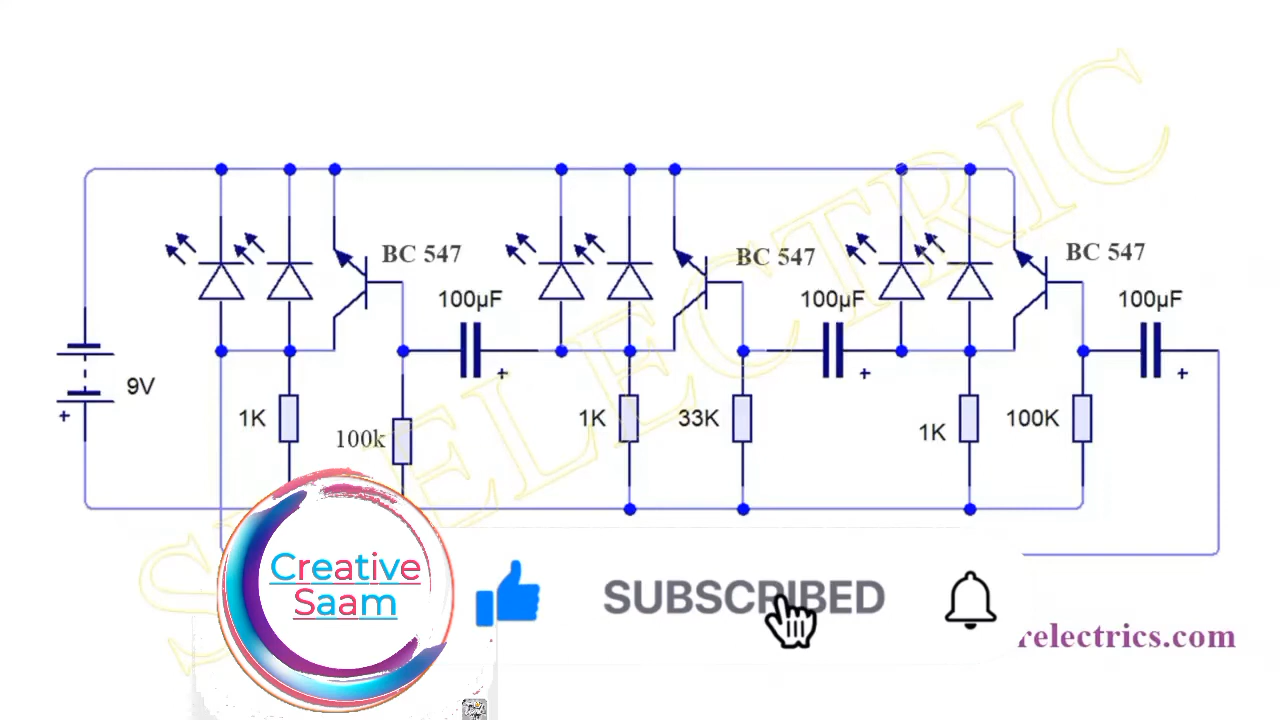 S ELECTRIC
BC 547
BC 547
BC 547
100µF
100µF
100µF
+
+
+
9V
+
1K
100k
1K
33K
1K
100K
Creative
Saam
SUBSCRIBED
relectrics.com